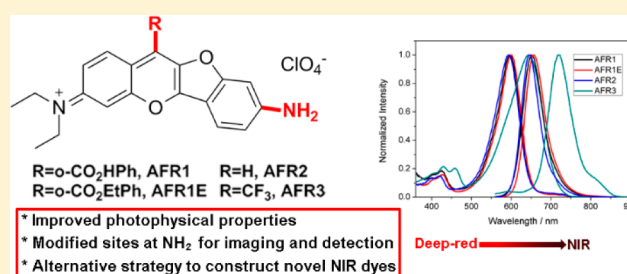 R
O
ClO4-
N+
O
NH2
R=o-CO2HPh, AFR1 R=H, AFR2
R=o-CO2EtPh, AFR1E R=CF3, AFR3
* Improved photophysical properties
* Modified sites at NH2 for imaging and detection
* Alternative strategy to construct novel NIR dyes
Normalized Intensity
1.0
0.8
0.6
0.4
0.2
0.0
AFR1
AFR1E
AFR2
AFR3
400 500 600 700 800 900
Wavelength / nm
Deep-red NIR